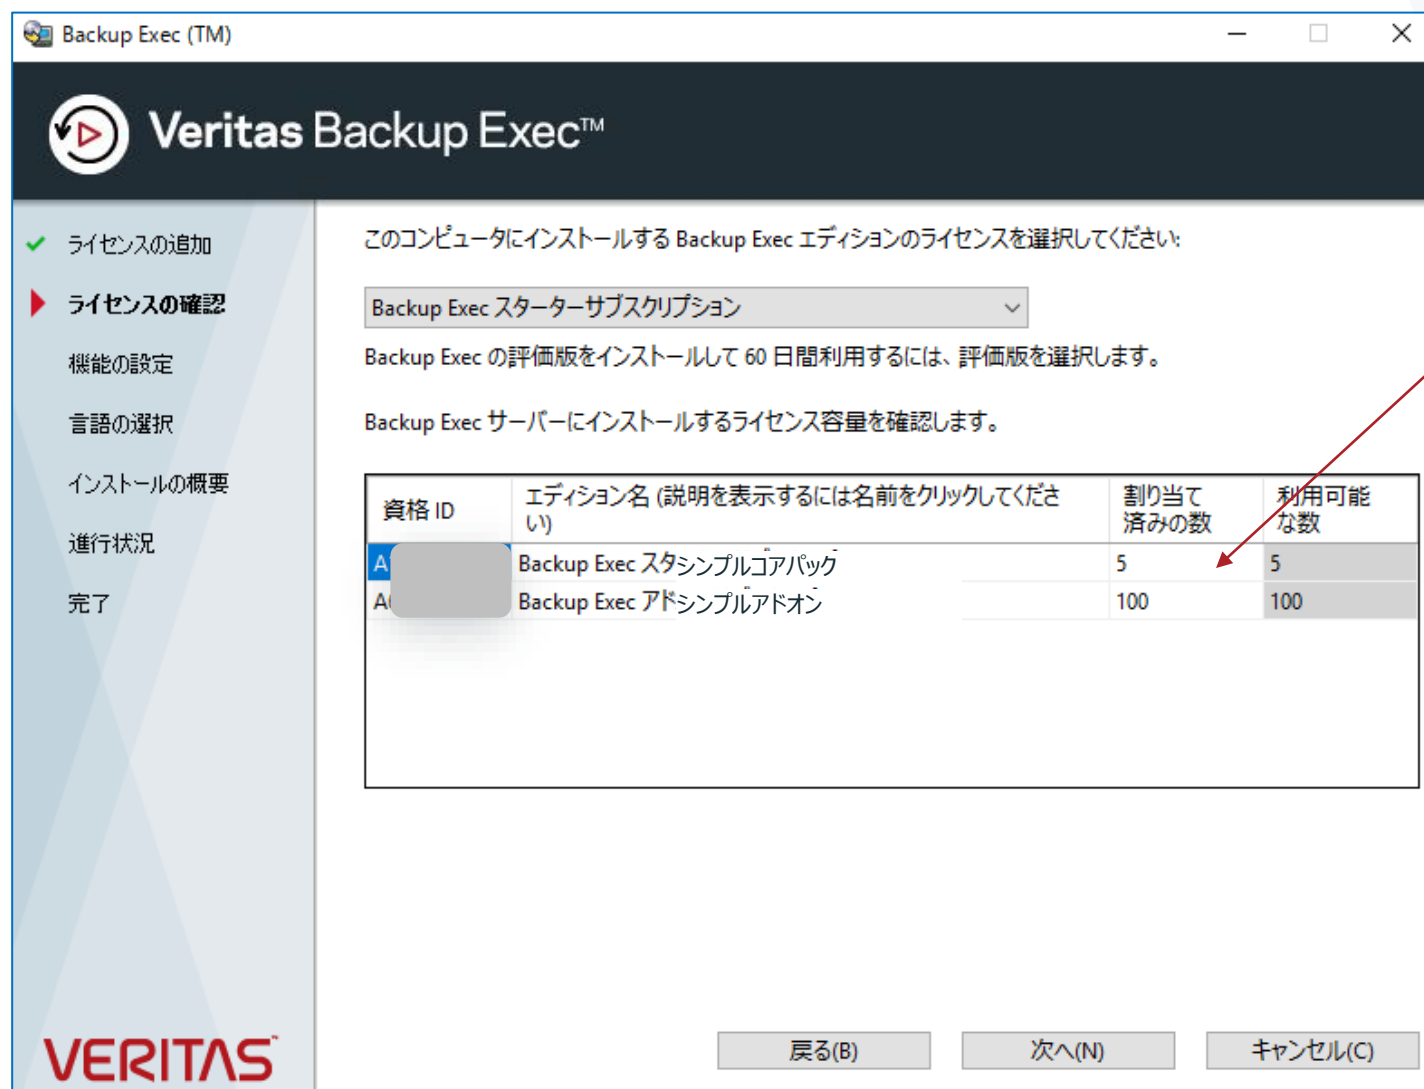 Backup Exec (TM)
Veritas Backup Exec™
ライセンスの追加
ライセンスの確認
機能の設定
言語の選択
インストールの概要
進行状況
完了
このコンピュータにインストールする Backup Exec エディションのライセンスを選択してください:
Backup Exec スターターサブスクリプション
Backup Exec の評価版をインストールして 60 日間利用するには、評価版を選択します。
Backup Exec サーバーにインストールするライセンス容量を確認します。
資格 ID
エディション名 (説明を表示するには名前をクリックしてくださ
い)
割り当て
済みの数
利用可能
な数
A
Backup Exec スタシンプルコアパック
5
5
A
Backup Exec アドシンプルアドオン
100
100
VERITAS
戻る(B)
次へ(N)
キャンセル(C)